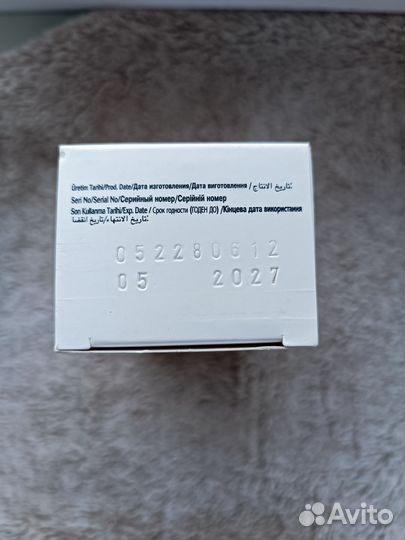 Üretim Tarihi/Prod. Date/Дата изготовления/Дата виготовлення /تاريخ الانتاج:
Seri No/Serial No/Серийный номер/Серійній номер
Son Kullanma Tarihi/Exp. Date / Срок годности (ГОДЕН ДО) /Кінцева дата використання
تاريخ الانتهاء/تاريخ انقضا:
052280612
05 2027
Avito